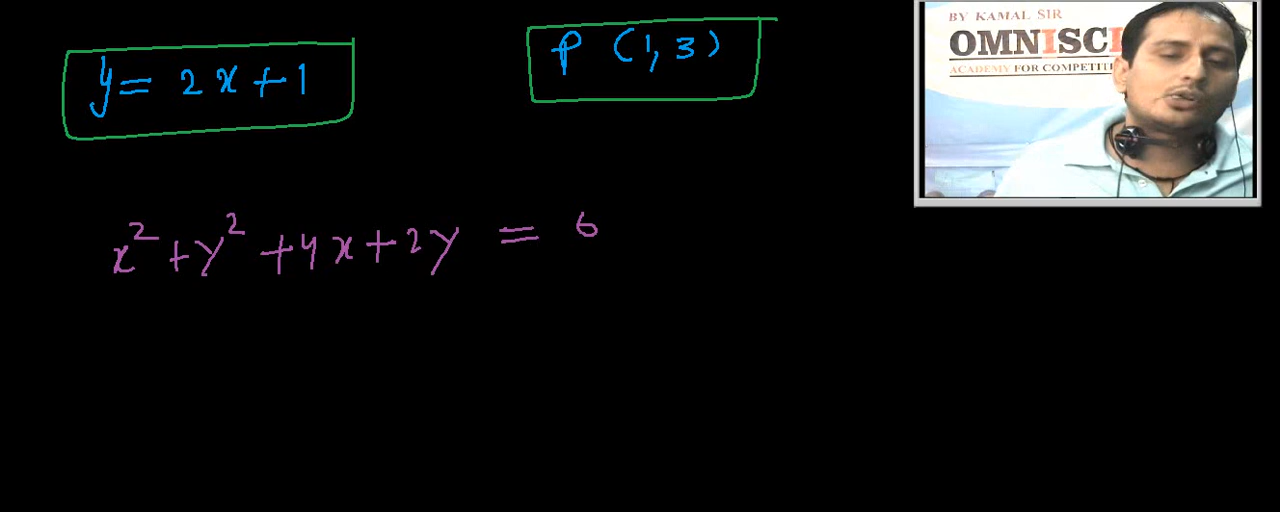 y = 2x + 1
P (1, 3)
BY KAMAL SIR
OMNISCI
ACADEMY FOR COMPETITI
x² + y² + 4x + 2y = 6